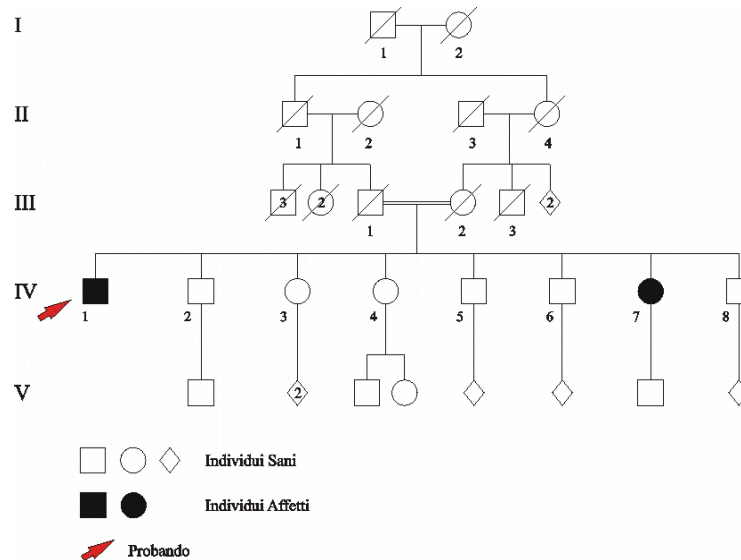 I
1 2
II
1 2 3 4
III
3 2 1 2 3 2
IV
1 2 3 4 5 6 7 8
V
2
Individui Sani
Individui Affetti
Probando